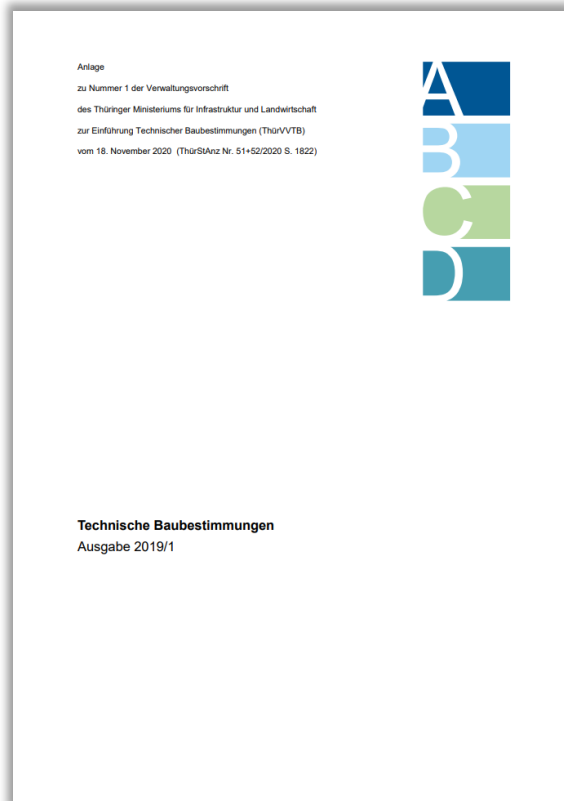 Anlage
zu Nummer 1 der Verwaltungsvorschrift
des Thüringer Ministeriums für Infrastruktur und Landwirtschaft
zur Einführung Technischer Baubestimmungen (ThürVVTB)
vom 18. November 2020 (ThürStAnz Nr. 51+52/2020 S. 1822)
A
B
C
D
Technische Baubestimmungen
Ausgabe 2019/1